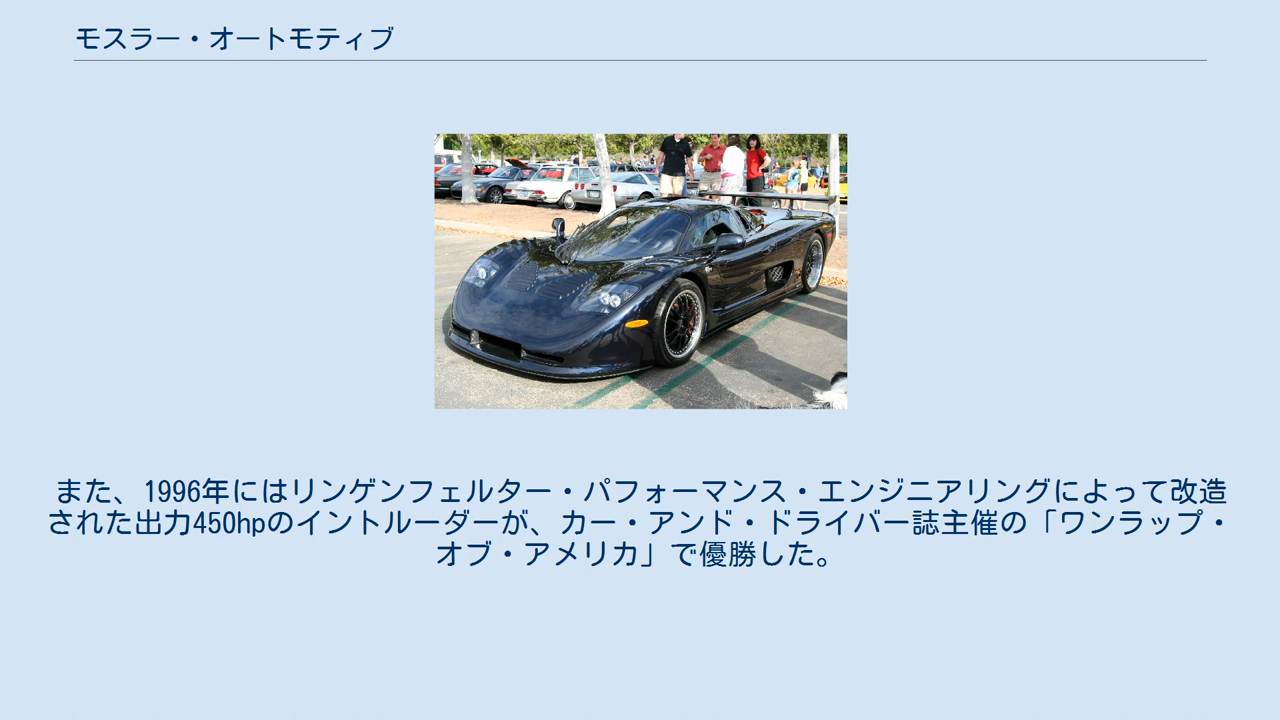 モスラー・オートモティブ
また、1996年にはリンゲンフェルター・パフォーマンス・エンジニアリングによって改造
された出力450hpのイントルーダーが、カー・アンド・ドライバー誌主催の「ワンラップ・
オブ・アメリカ」で優勝した。